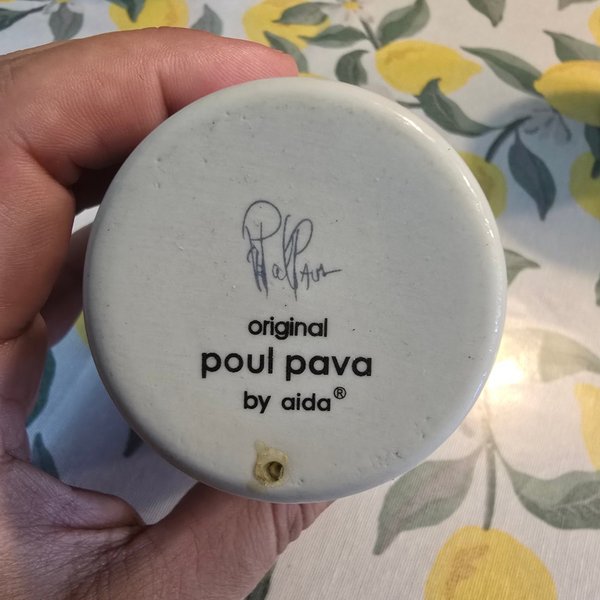 original
poul pava
by aida®